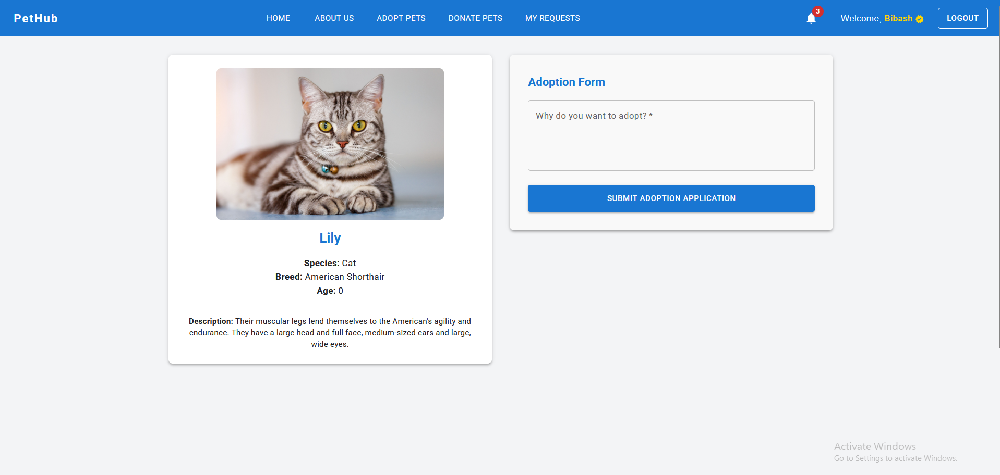 PetHub
HOME
ABOUT US
ADOPT PETS
DONATE PETS
MY REQUESTS
3
Welcome, Bibash
LOGOUT
Lily
Species: Cat
Breed: American Shorthair
Age: 0
Description: Their muscular legs lend themselves to the American's agility and
endurance. They have a large head and full face, medium-sized ears and large,
wide eyes.
Adoption Form
Why do you want to adopt? *
SUBMIT ADOPTION APPLICATION
Activate Windows
Go to Settings to activate Windows.